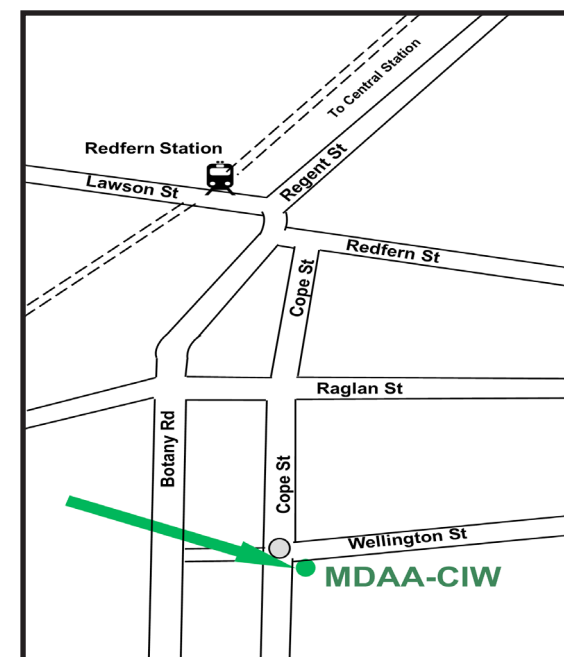 To Central Station
Redfern Station
Lawson St
Regent St
Redfern St
Cope St
Raglan St
Botany Rd
Cope St
Wellington St
MDAA-CIW